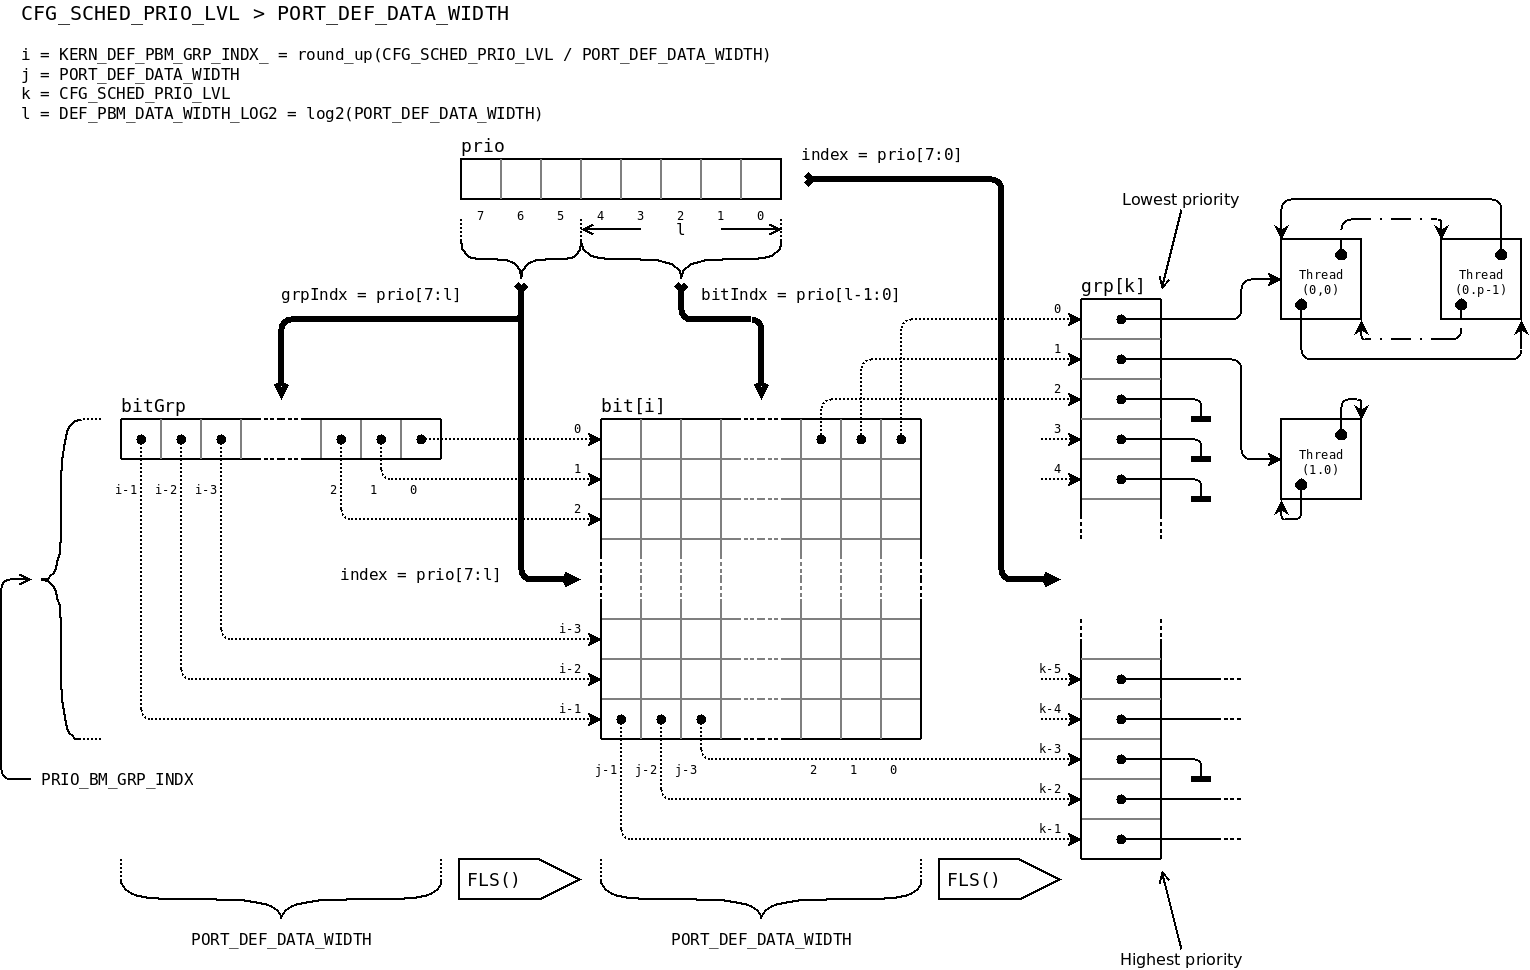 CFG_SCHED_PRIO_LVL > PORT_DEF_DATA_WIDTH
i = KERN_DEF_PBM_GRP_INDX_ = round_up(CFG_SCHED_PRIO_LVL / PORT_DEF_DATA_WIDTH)
j = PORT_DEF_DATA_WIDTH
k = CFG_SCHED_PRIO_LVL
l = DEF_PBM_DATA_WIDTH_LOG2 = log2(PORT_DEF_DATA_WIDTH)
prio
index = prio[7:0]
7 6 5 4 3 2 1 0
l
Lowest priority
grpIndx = prio[7:l]
bitIndx = prio[l-1:0]
grp[k]
Thread
(0,0)
Thread
(0.p-1)
0
1
2
3
4
Thread
(1.0)
bitGrp
i-1 i-2 i-3 2 1 0
bit[i]
0
1
2
index = prio[7:l]
i-3
i-2
i-1
j-1 j-2 j-3 2 1 0
k-5
k-4
k-3
k-2
k-1
PRIO_BM_GRP_INDX
FLS()
FLS()
PORT_DEF_DATA_WIDTH
PORT_DEF_DATA_WIDTH
Highest priority